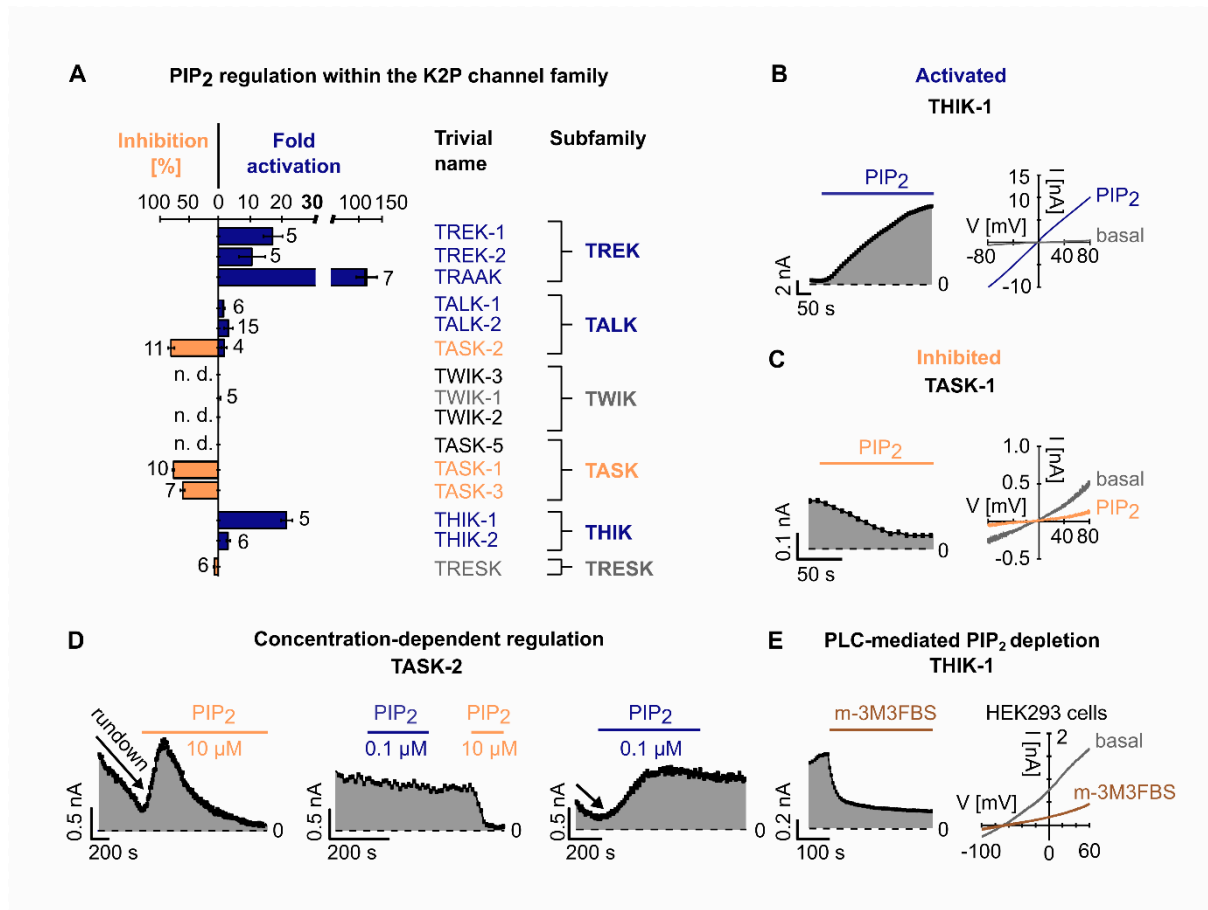 A PIP2 regulation within the K2P channel family
Inhibition [%]
Fold activation
Trivial name
Subfamily
100 50 0 10 20 30 100 150
5 TREK-1
5 TREK-2
7 TRAAK
TREK
6 TALK-1
15 TALK-2
11 4 TASK-2
TALK
n. d. TWIK-3
5 TWIK-1
n. d. TWIK-2
TWIK
n. d. TASK-5
10 TASK-1
7 TASK-3
TASK
5 THIK-1
6 THIK-2
THIK
6 TRESK
TRESK
B Activated
THIK-1
PIP2
2 nA
50 s
0
15
10
I [nA]
PIP2
V [mV]
basal
-80 40 80
-10
C Inhibited
TASK-1
PIP2
0.1 nA
50 s
0
1.0
I [nA]
0.5
basal
V [mV]
PIP2
40 80
-0.5
D Concentration-dependent regulation
TASK-2
rundown
PIP2
10 µM
0.5 nA
200 s
0
PIP2
0.1 µM
PIP2
10 µM
0.5 nA
200 s
0
PIP2
0.1 µM
0.5 nA
200 s
0
E PLC-mediated PIP2 depletion
THIK-1
m-3M3FBS
0.2 nA
100 s
0
HEK293 cells
2
I [nA]
basal
V [mV]
m-3M3FBS
-100 0 60